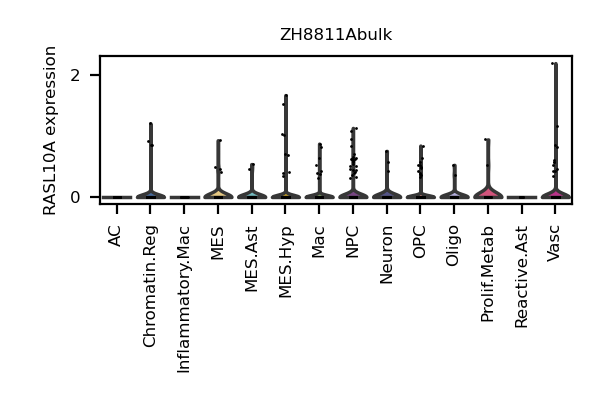 ZH8811Abulk
RASL10A expression
2
0
AC
Chromatin.Reg
Inflammatory.Mac
MES
MES.Ast
MES.Hyp
Mac
NPC
Neuron
OPC
Oligo
Prolif.Metab
Reactive.Ast
Vasc